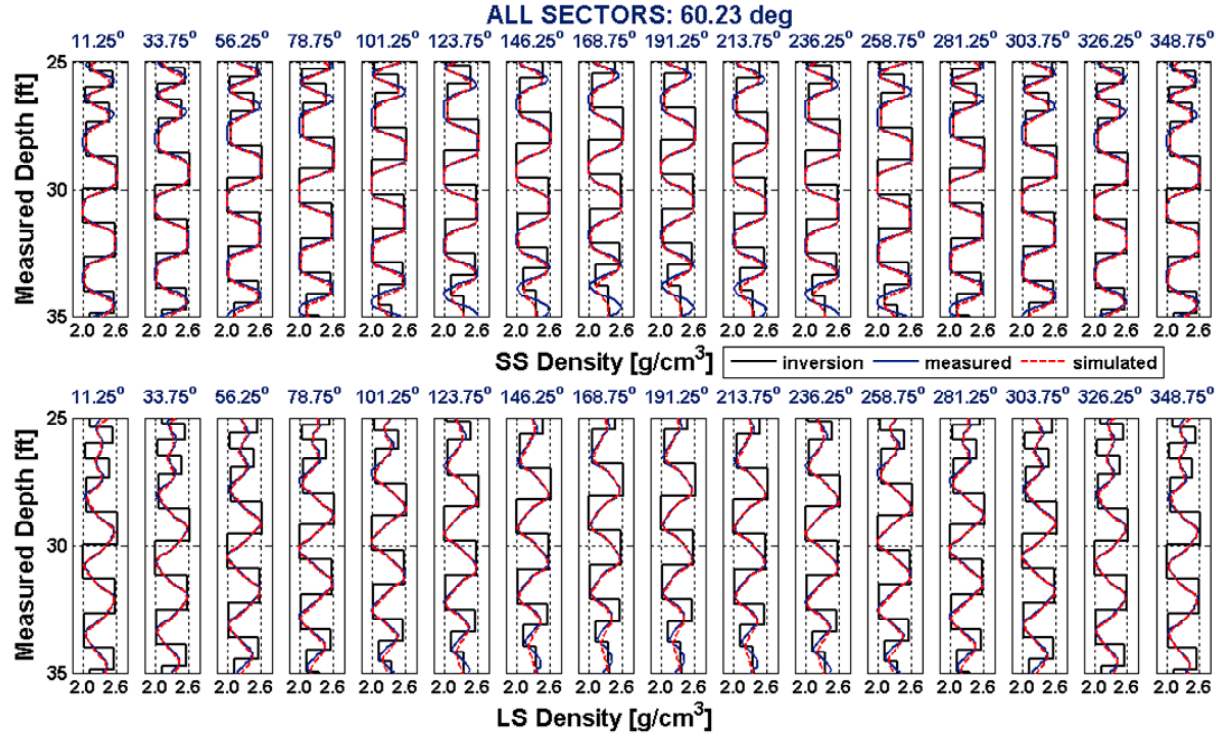 ALL SECTORS: 60.23 deg
11.25° 33.75° 56.25° 78.75° 101.25° 123.75° 146.25° 168.75° 191.25° 213.75° 236.25° 258.75° 281.25° 303.75° 326.25° 348.75°
Measured Depth [ft]
25
30
35
2.0 2.6 2.0 2.6 2.0 2.6 2.0 2.6 2.0 2.6 2.0 2.6 2.0 2.6 2.0 2.6 2.0 2.6 2.0 2.6 2.0 2.6 2.0 2.6 2.0 2.6 2.0 2.6 2.0 2.6 2.0 2.6
SS Density [g/cm³]
inversion measured simulated
11.25° 33.75° 56.25° 78.75° 101.25° 123.75° 146.25° 168.75° 191.25° 213.75° 236.25° 258.75° 281.25° 303.75° 326.25° 348.75°
Measured Depth [ft]
25
30
35
2.0 2.6 2.0 2.6 2.0 2.6 2.0 2.6 2.0 2.6 2.0 2.6 2.0 2.6 2.0 2.6 2.0 2.6 2.0 2.6 2.0 2.6 2.0 2.6 2.0 2.6 2.0 2.6 2.0 2.6 2.0 2.6
LS Density [g/cm³]